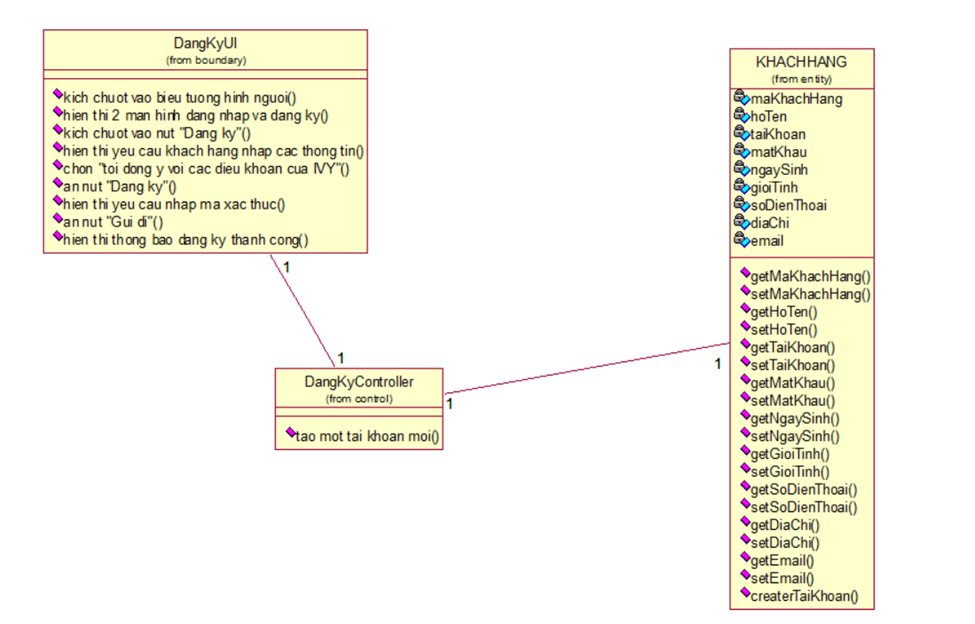 DangKyUI
(from boundary)
kich chuot vao bieu tuong hinh nguoi()
hien thi 2 man hinh dang nhap va dang ky()
kich chuot vao nut "Dang ky"()
hien thi yeu cau khach hang nhap cac thong tin()
chon "toi dong y voi cac dieu khoan cua IVY"()
an nut "Dang ky"()
hien thi yeu cau nhap ma xac thuc()
an nut "Gui di"()
hien thi thong bao dang ky thanh cong()
1
1
DangKyController
(from control)
tao mot tai khoan moi()
1
1
KHACHHANG
(from entity)
maKhachHang
hoTen
taiKhoan
matKhau
ngaySinh
gioiTinh
soDienThoai
diaChi
email
getMaKhachHang()
setMaKhachHang()
getHoTen()
setHoTen()
getTaiKhoan()
setTaiKhoan()
getMatKhau()
setMatKhau()
getNgaySinh()
setNgaySinh()
getGioiTinh()
setGioiTinh()
getSoDienThoai()
setSoDienThoai()
getDiaChi()
setDiaChi()
getEmail()
setEmail()
createrTaiKhoan()